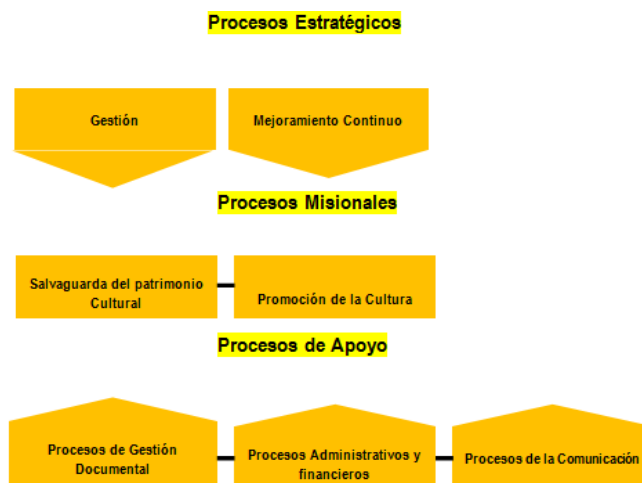 Procesos Estratégicos
Gestión
Mejoramiento Continuo
Procesos Misionales
Salvaguarda del patrimonio
Cultural
Promoción de la Cultura
Procesos de Apoyo
Procesos de Gestión
Documental
Procesos Administrativos y
financieros
Procesos de la Comunicación